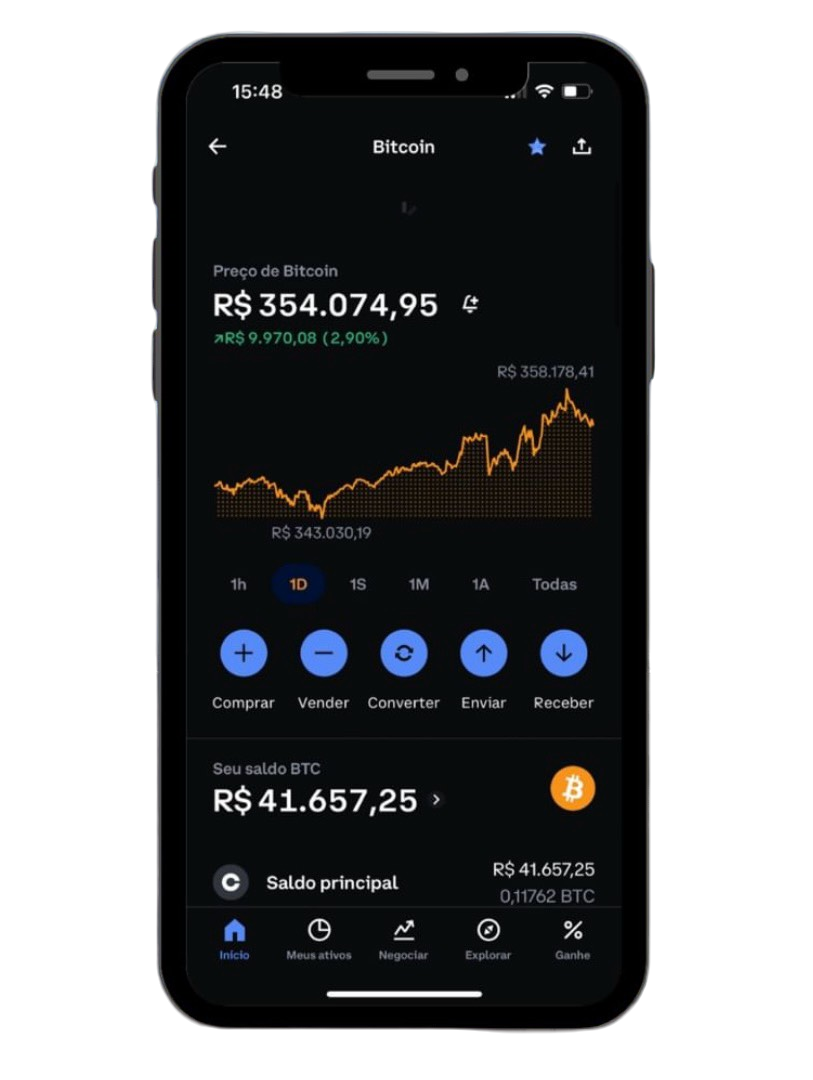 15:48
Bitcoin
Preço de Bitcoin
R$ 354.074,95
R$ 9.970,08 (2,90%)
R$ 358.178,41
R$ 343.030,19
1h 1D 1S 1M 1A Todas
Comprar Vender Converter Enviar Receber
Seu saldo BTC
R$ 41.657,25
Saldo principal R$ 41.657,25
0,11762 BTC
Início Meus ativos Negociar Explorar Ganhe